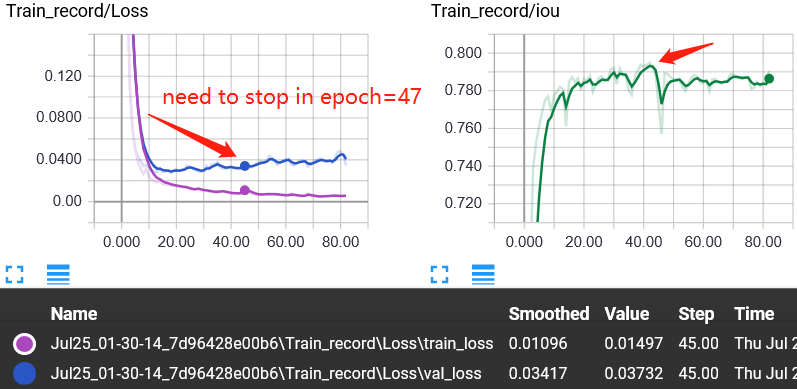 Train_record/Loss
Train_record/iou
0.120
0.0800
0.0400
0.00
need to stop in epoch=47
0.000 20.00 40.00 60.00 80.00
0.800
0.780
0.760
0.740
0.720
0.000 20.00 40.00 60.00 80.00
Name Smoothed Value Step Time
Jul25_01-30-14_7d96428e00b6\Train_record\Loss\train_loss 0.01096 0.01497 45.00 Thu Jul 2
Jul25_01-30-14_7d96428e00b6\Train_record\Loss\val_loss 0.03417 0.03732 45.00 Thu Jul 2